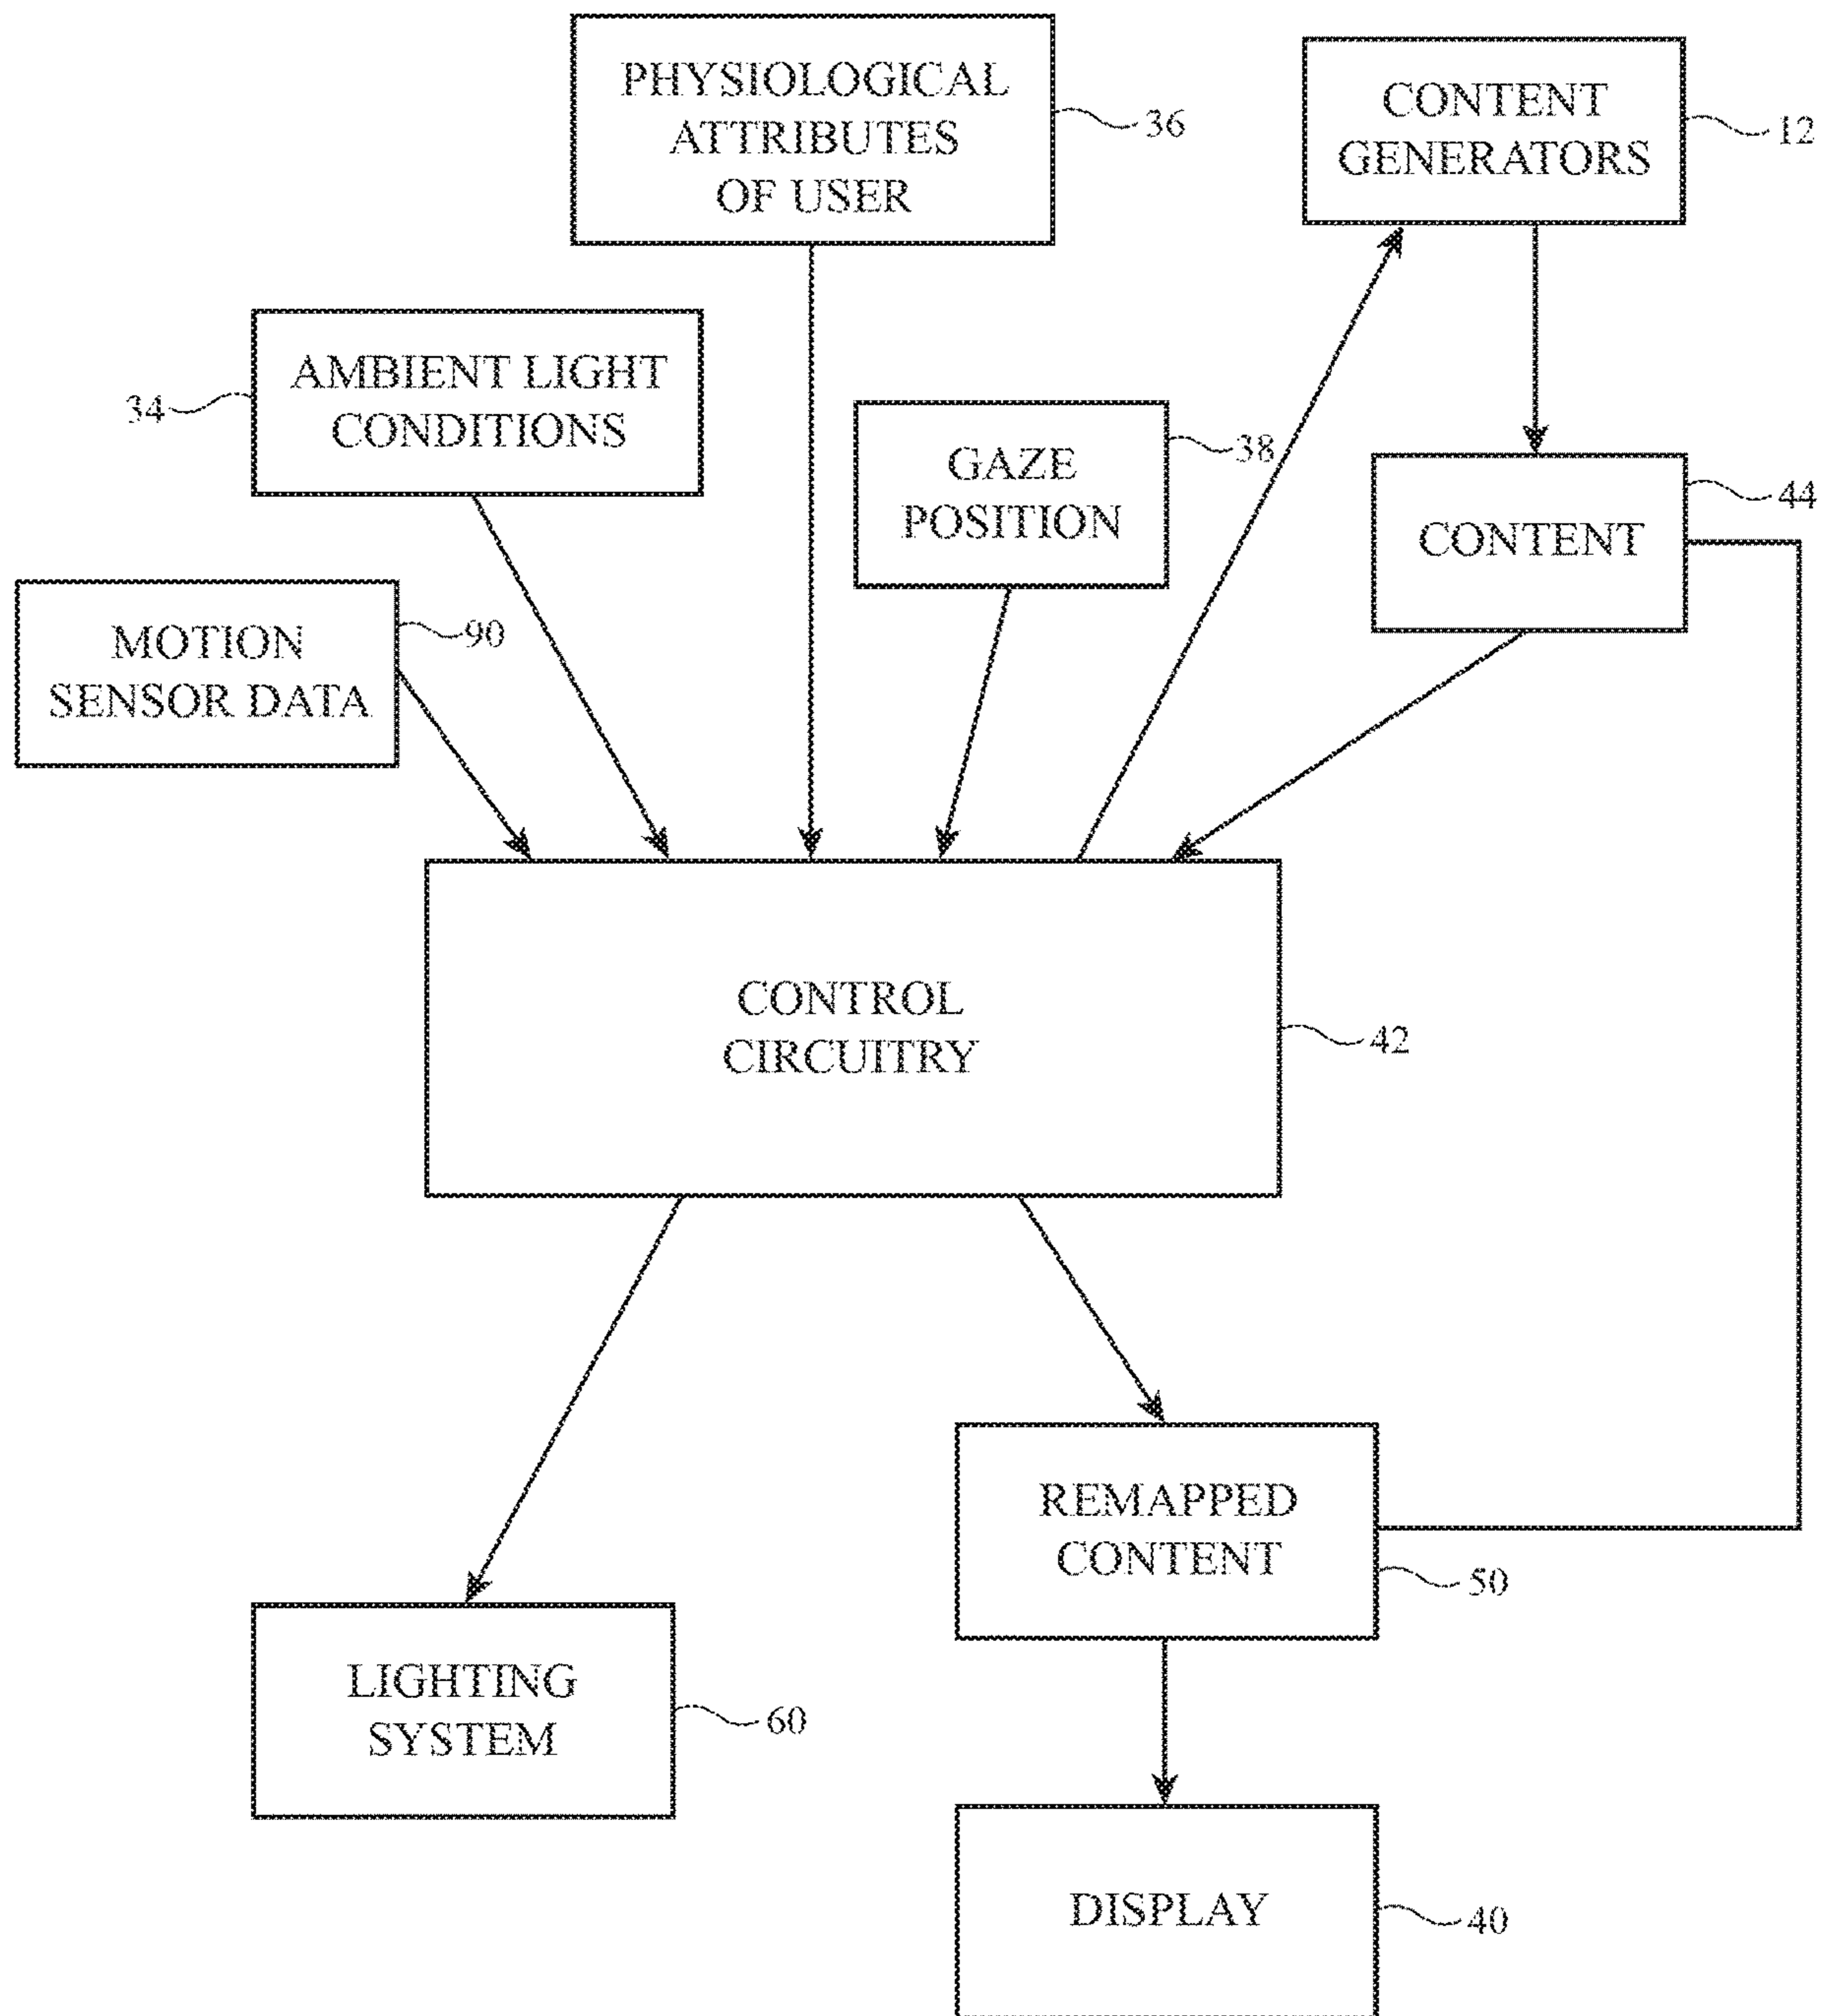 PHYSIOLOGICAL
ATTRIBUTES
OF USER
36
CONTENT
GENERATORS
12
AMBIENT LIGHT
CONDITIONS
34
GAZE
POSITION
38
CONTENT
44
MOTION
SENSOR DATA
90
CONTROL
CIRCUITRY
42
REMAPPED
CONTENT
50
LIGHTING
SYSTEM
60
DISPLAY
40